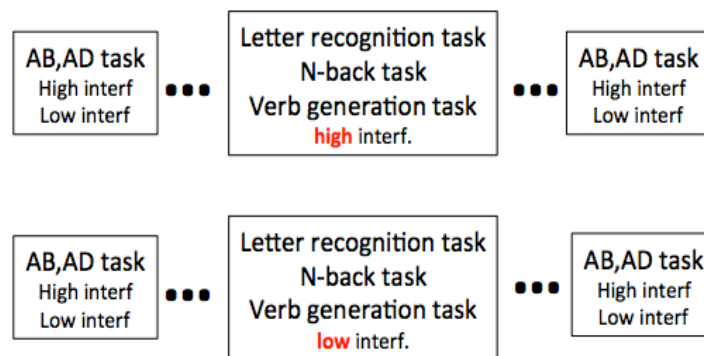 AB,AD task
High interf
Low interf
Letter recognition task
N-back task
Verb generation task
high interf.
AB,AD task
High interf
Low interf
AB,AD task
High interf
Low interf
Letter recognition task
N-back task
Verb generation task
low interf.
AB,AD task
High interf
Low interf